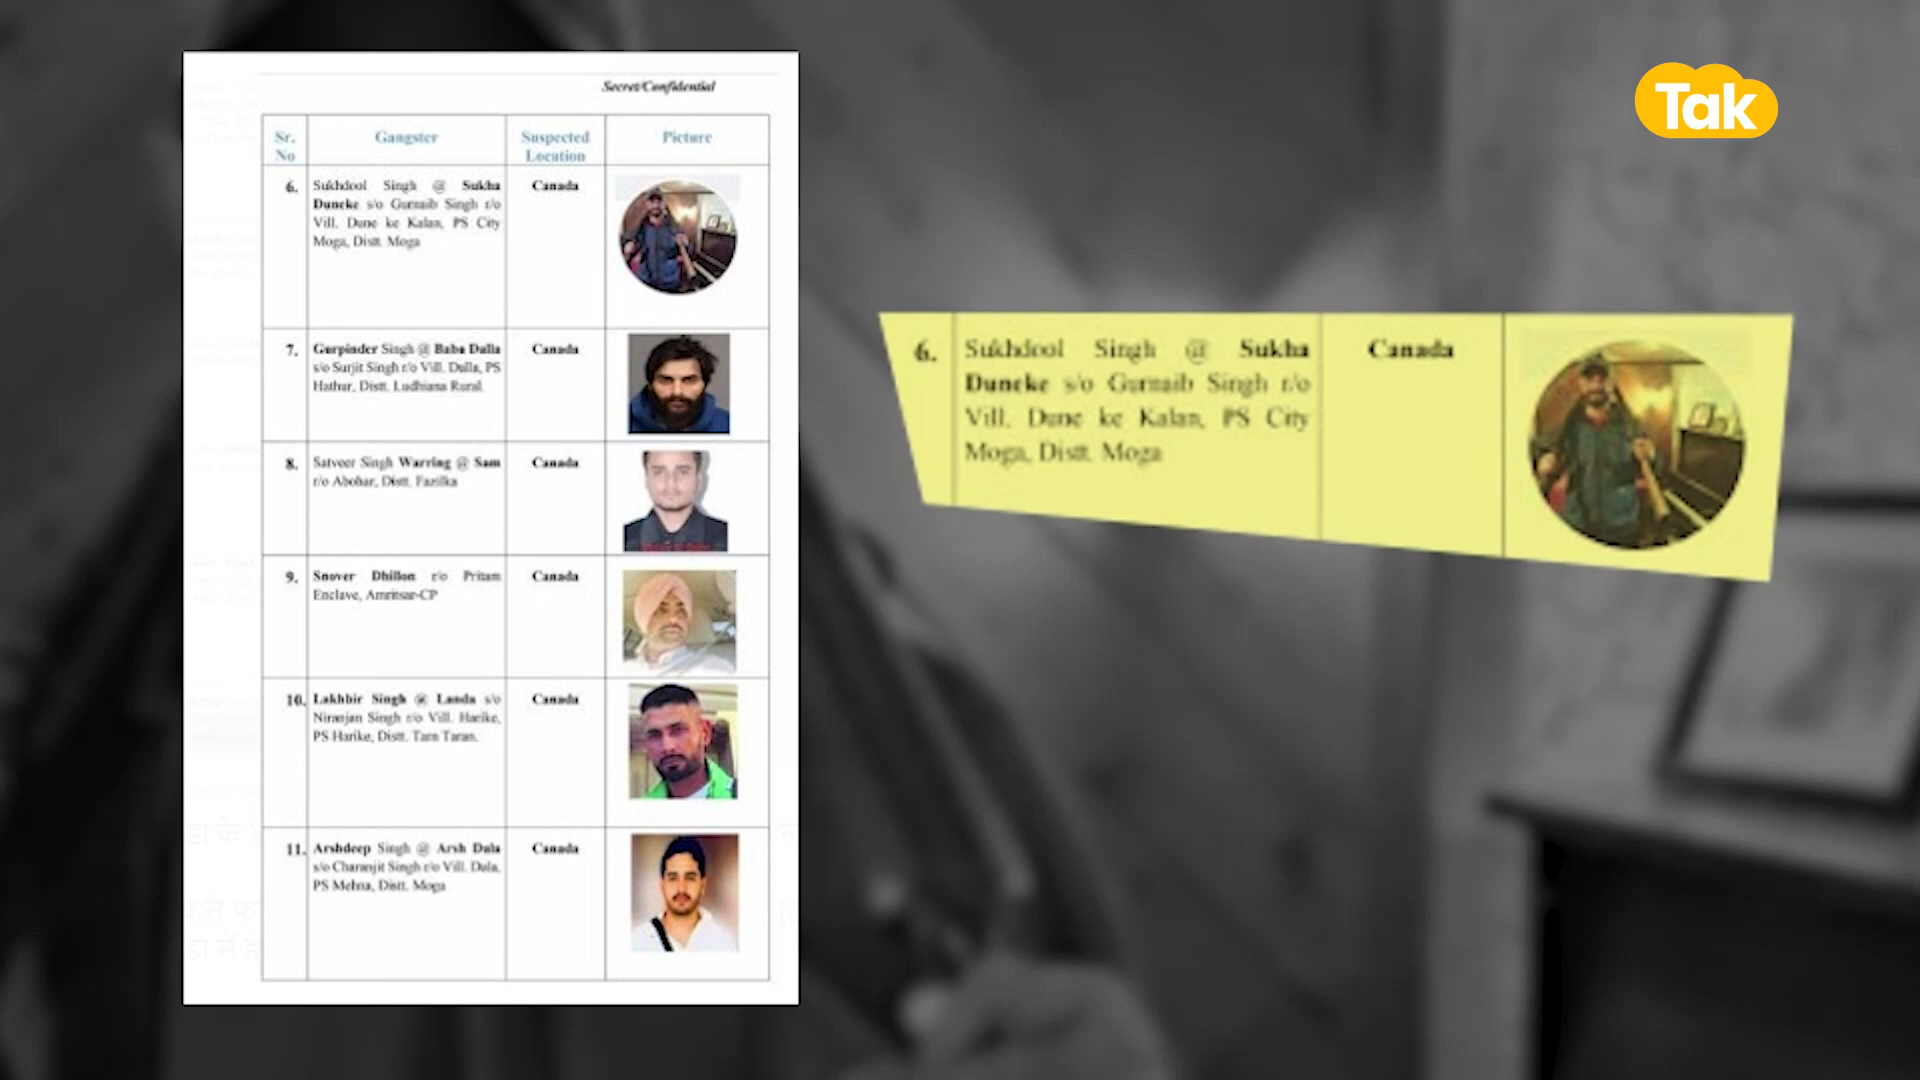 Tak
Secret/Confidential
Sr. No
Gangster
Suspected Location
Picture
6.
Sukhdool Singh @ Sukha
Duneke s/o Gurnaib Singh r/o
Vill. Dune ke Kalan, PS City
Moga, Distt. Moga
Canada
7.
Gurpinder Singh @ Baba Dalla
s/o Surjit Singh r/o Vill. Dalla, PS
Hathur, Distt. Ludhiana Rural.
Canada
8.
Satveer Singh Warring @ Sam
r/o Abohar, Distt. Fazilka
Canada
9.
Snover Dhillon r/o Pritam
Enclave, Amritsar-CP
Canada
10.
Lakhbir Singh @ Landa s/o
Niranjan Singh r/o Vill. Harike,
PS Harike, Distt. Tarn Taran.
Canada
11.
Arshdeep Singh @ Arsh Dala
s/o Charanjit Singh r/o Vill. Dala,
PS Mehna, Distt. Moga
Canada
6.
Sukhdool Singh @ Sukha
Duneke s/o Gurnaib Singh r/o
Vill. Dune ke Kalan, PS City
Moga, Distt. Moga
Canada